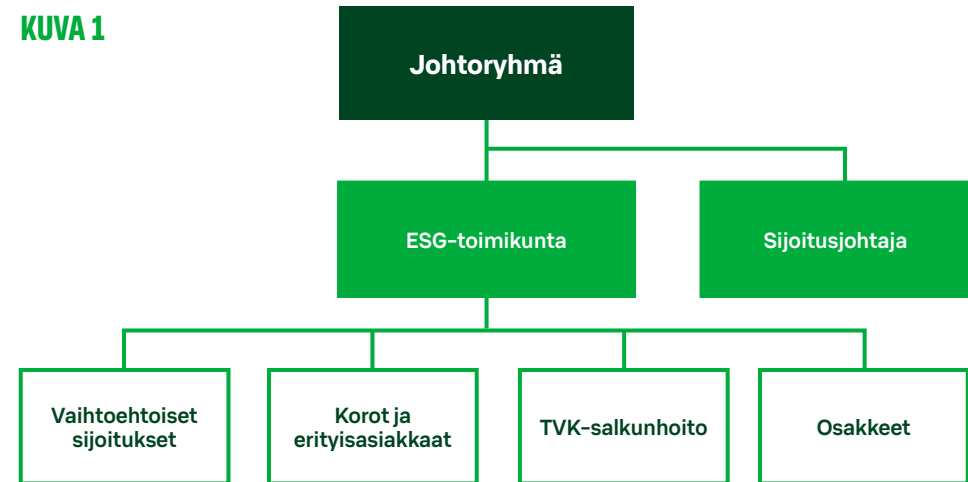 KUVA 1
Johtoryhmä
ESG-toimikunta
Sijoitusjohtaja
Vaihtoehtoiset
sijoitukset
Korot ja
erityisasiakkaat
TVK-salkunhoito
Osakkeet